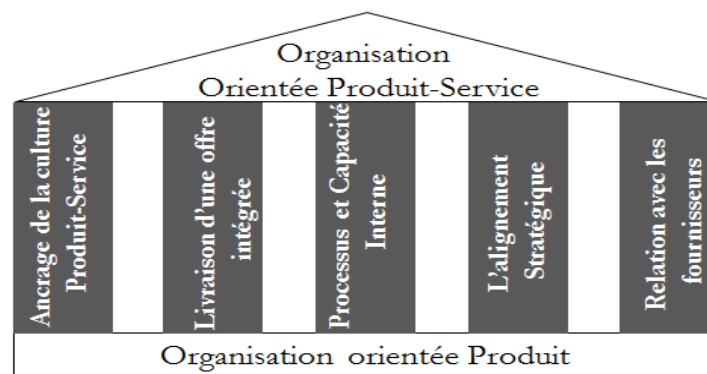 Organisation
Orientée Produit-Service
Ancrage de la culture
Produit-Service
Livraison d'une offre
intégrée
Processus et Capacité
Interne
L'alignement
Stratégique
Relation avec les
fournisseurs
Organisation orientée Produit